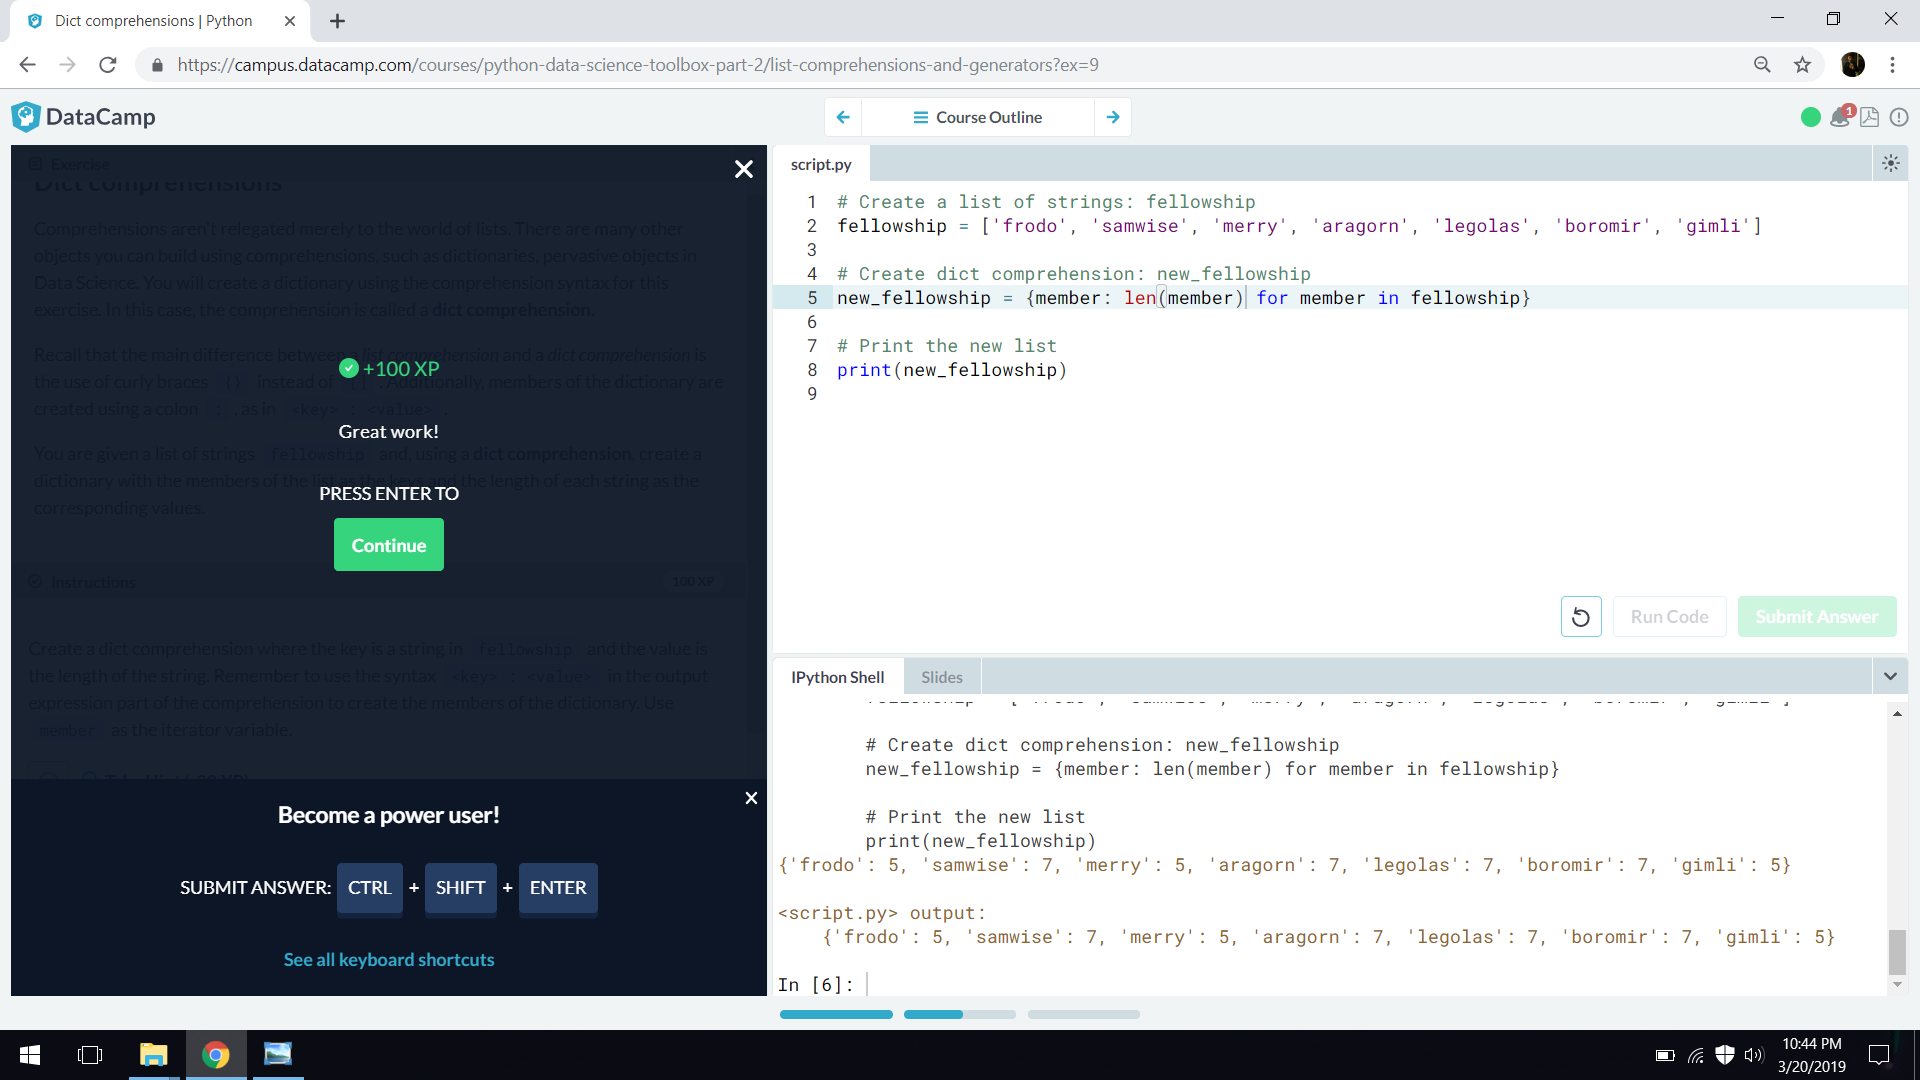 Dict comprehensions | Python
https://campus.datacamp.com/courses/python-data-science-toolbox-part-2/list-comprehensions-and-generators?ex=9
DataCamp
Course Outline
1
Exercise
Dict comprehensions
Comprehensions aren't relegated merely to the world of lists. There are many other
objects you can build using comprehensions, such as dictionaries, pervasive objects in
Data Science. You will create a dictionary using the comprehension syntax for this
exercise. In this case, the comprehension is called a dict comprehension.
Recall that the main difference between a list comprehension and a dict comprehension is
the use of curly braces {} instead of []. Additionally, members of the dictionary are
created using a colon :, as in <key> : <value>.
You are given a list of strings fellowship and, using a dict comprehension, create a
dictionary with the members of the list as the keys and the length of each string as the
corresponding values.
+100 XP
Great work!
PRESS ENTER TO
Continue
Instructions
100 XP
Create a dict comprehension where the key is a string in fellowship and the value is
the length of the string. Remember to use the syntax <key> : <value> in the output
expression part of the comprehension to create the members of the dictionary. Use
member as the iterator variable.
Become a power user!
SUBMIT ANSWER: CTRL + SHIFT + ENTER
See all keyboard shortcuts
script.py
1 # Create a list of strings: fellowship
2 fellowship = ['frodo', 'samwise', 'merry', 'aragorn', 'legolas', 'boromir', 'gimli']
3
4 # Create dict comprehension: new_fellowship
5 new_fellowship = {member: len(member) for member in fellowship}
6
7 # Print the new list
8 print(new_fellowship)
9
Run Code
Submit Answer
IPython Shell
Slides
fellowship = ['frodo', 'samwise', 'merry', 'aragorn', 'legolas', 'boromir', 'gimli']
# Create dict comprehension: new_fellowship
new_fellowship = {member: len(member) for member in fellowship}
# Print the new list
print(new_fellowship)
{'frodo': 5, 'samwise': 7, 'merry': 5, 'aragorn': 7, 'legolas': 7, 'boromir': 7, 'gimli': 5}
<script.py> output:
{'frodo': 5, 'samwise': 7, 'merry': 5, 'aragorn': 7, 'legolas': 7, 'boromir': 7, 'gimli': 5}
In [6]:
10:44 PM
3/20/2019